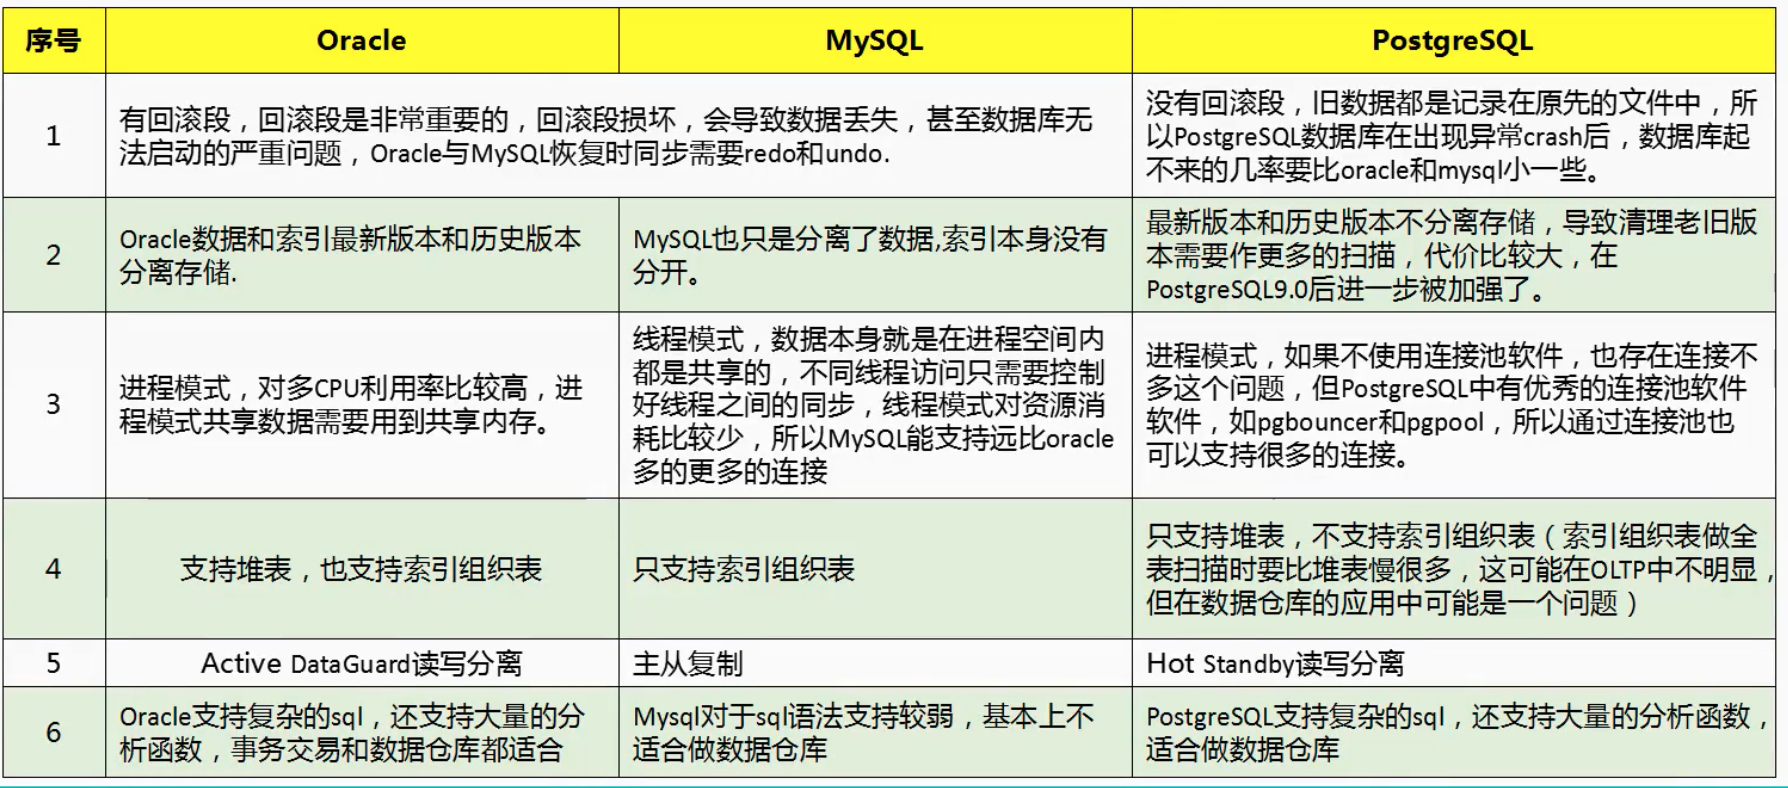 序号
Oracle
MySQL
PostgreSQL
1
有回滚段，回滚段是非常重要的，回滚段损坏，会导致数据丢失，甚至数据库无
法启动的严重问题，Oracle与MySQL恢复时同步需要redo和undo.
没有回滚段，旧数据都是记录在原先的文件中，所
以PostgreSQL数据库在出现异常crash后，数据库起
不来的几率要比oracle和mysql小一些。
2
Oracle数据和索引最新版本和历史版本
分离存储.
MySQL也只是分离了数据,索引本身没有
分开。
最新版本和历史版本不分离存储，导致清理老旧版
本需要作更多的扫描，代价比较大，在
PostgreSQL9.0后进一步被加强了。
3
进程模式，对多CPU利用率比较高，进
程模式共享数据需要用到共享内存。
线程模式，数据本身就是在进程空间内
都是共享的，不同线程访问只需要控制
好线程之间的同步，线程模式对资源消
耗比较少，所以MySQL能支持远比oracle
多的更多的连接
进程模式，如果不使用连接池软件，也存在连接不
多这个问题，但PostgreSQL中有优秀的连接池软件
软件，如pgbouncer和pgpool，所以通过连接池也
可以支持很多的连接。
4
支持堆表，也支持索引组织表
只支持索引组织表
只支持堆表，不支持索引组织表（索引组织表做全
表扫描时要比堆表慢很多，这可能在OLTP中不明显，
但在数据仓库的应用中可能是一个问题）
5
Active DataGuard读写分离
主从复制
Hot Standby读写分离
6
Oracle支持复杂的sql，还支持大量的分
析函数，事务交易和数据仓库都适合
Mysql对于sql语法支持较弱，基本上不
适合做数据仓库
PostgreSQL支持复杂的sql，还支持大量的分析函数，
适合做数据仓库